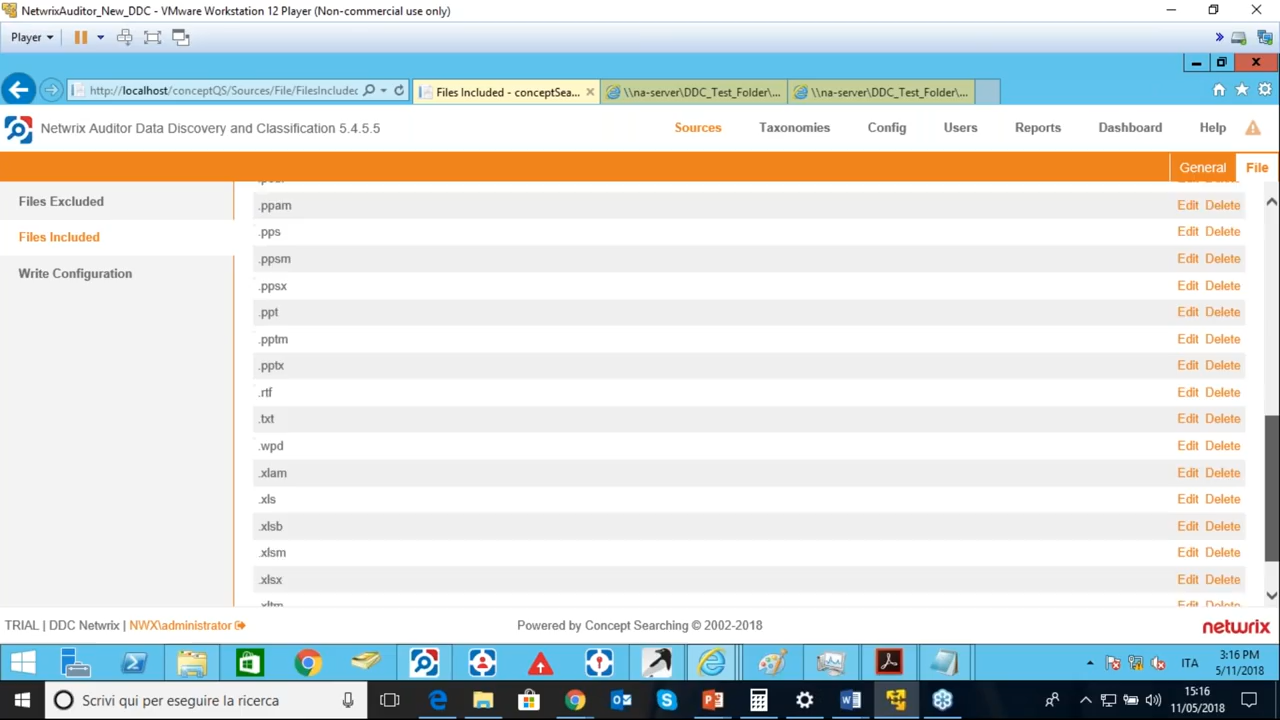 NetwrixAuditor_New_DDC - VMware Workstation 12 Player (Non-commercial use only)
Player
http://localhost/conceptQS/Sources/File/FilesIncludec
Files Included - conceptSea...
\\na-server\DDC_Test_Folder\...
\\na-server\DDC_Test_Folder\...
Netwrix Auditor Data Discovery and Classification 5.4.5.5
Sources Taxonomies Config Users Reports Dashboard Help
General File
Files Excluded
Files Included
Write Configuration
.ppam Edit Delete
.pps Edit Delete
.ppsm Edit Delete
.ppsx Edit Delete
.ppt Edit Delete
.pptm Edit Delete
.pptx Edit Delete
.rtf Edit Delete
.txt Edit Delete
.wpd Edit Delete
.xlam Edit Delete
.xls Edit Delete
.xlsb Edit Delete
.xlsm Edit Delete
.xlsx Edit Delete
.xltm Edit Delete
TRIAL | DDC Netwrix | NWX\administrator
Powered by Concept Searching © 2002-2018
netwrix
ITA
3:16 PM
5/11/2018
Scrivi qui per eseguire la ricerca
15:16
11/05/2018